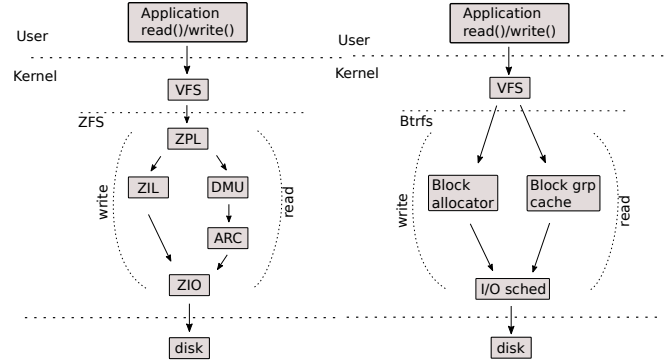 Application
read()/write()
User
Kernel
VFS
ZFS
ZPL
ZIL
DMU
write
read
ARC
ZIO
disk
Application
read()/write()
User
Kernel
VFS
Btrfs
Block
allocator
Block grp
cache
write
read
I/O sched
disk